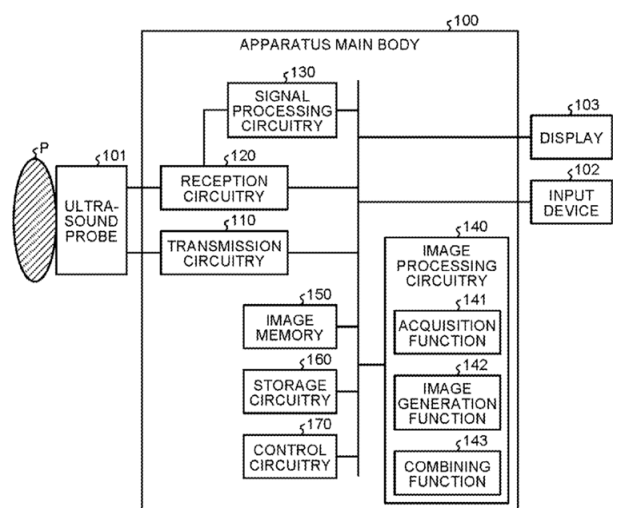 100
APPARATUS MAIN BODY
130
SIGNAL
PROCESSING
CIRCUITRY
103
DISPLAY
P
101
ULTRA-
SOUND
PROBE
120
RECEPTION
CIRCUITRY
102
INPUT
DEVICE
110
TRANSMISSION
CIRCUITRY
140
IMAGE
PROCESSING
CIRCUITRY
150
IMAGE
MEMORY
141
ACQUISITION
FUNCTION
160
STORAGE
CIRCUITRY
142
IMAGE
GENERATION
FUNCTION
170
CONTROL
CIRCUITRY
143
COMBINING
FUNCTION